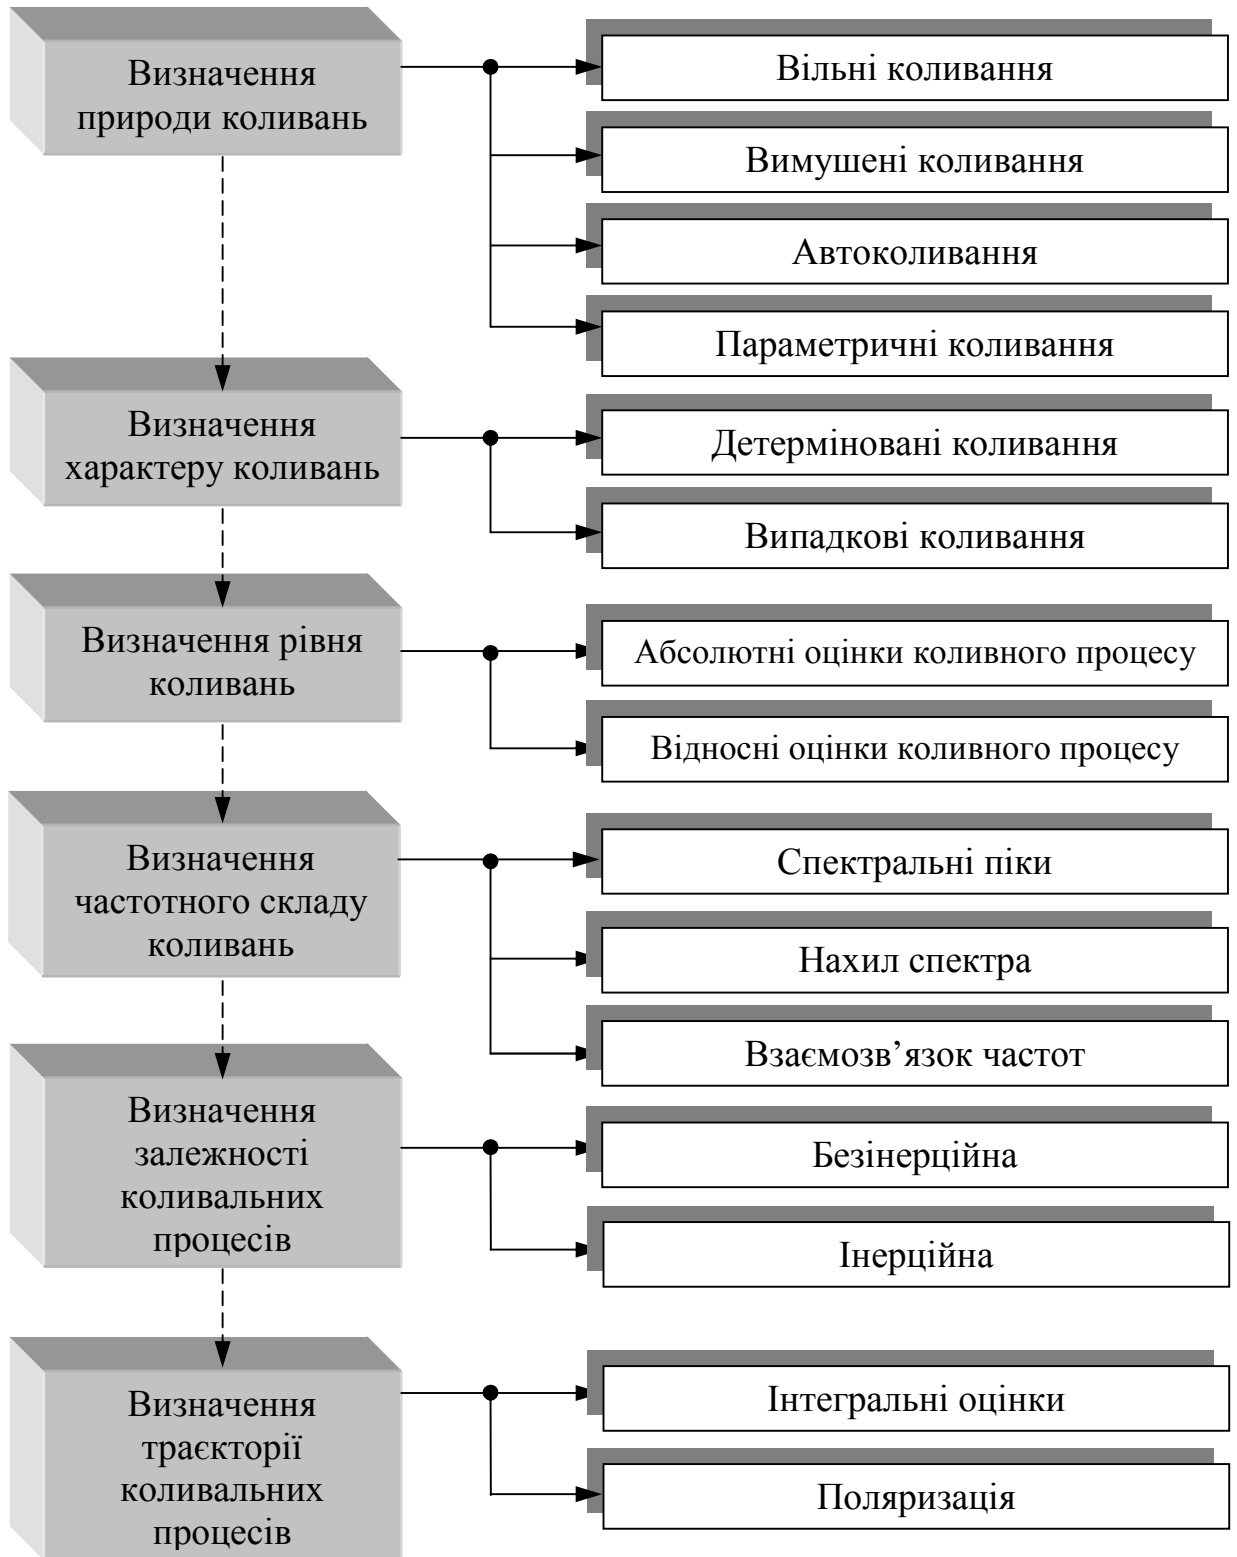 Визначення
природи коливань
Вільні коливання
Вимушені коливання
Автоколивання
Параметричні коливання
Визначення
характеру коливань
Детерміновані коливання
Випадкові коливання
Визначення рівня
коливань
Абсолютні оцінки коливного процесу
Відносні оцінки коливного процесу
Визначення
частотного складу
коливань
Спектральні піки
Нахил спектра
Взаємозв’язок частот
Визначення
залежності
коливальних
процесів
Безінерційна
Інерційна
Визначення
траєкторії
коливальних
процесів
Інтегральні оцінки
Поляризація